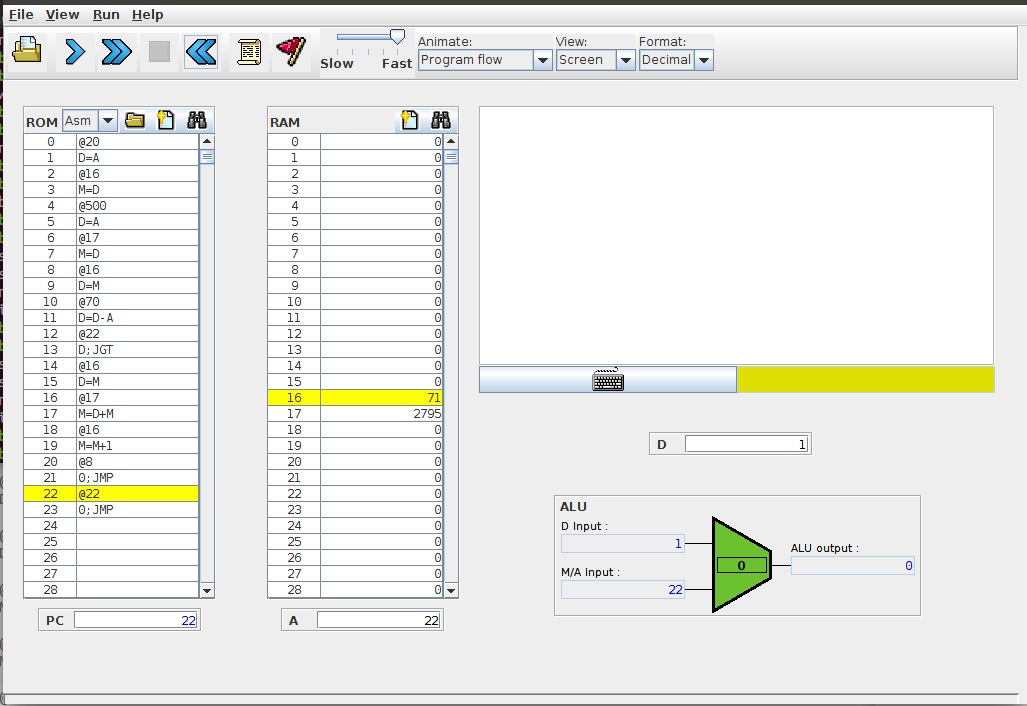 File View Run Help
Slow Fast
Animate: View: Format:
Program flow Screen Decimal
ROM Asm
0 @20
1 D=A
2 @16
3 M=D
4 @500
5 D=A
6 @17
7 M=D
8 @16
9 D=M
10 @70
11 D=D-A
12 @22
13 D;JGT
14 @16
15 D=M
16 @17
17 M=D+M
18 @16
19 M=M+1
20 @8
21 0;JMP
22 @22
23 0;JMP
24
25
26
27
28
PC 22
RAM
0 0
1 0
2 0
3 0
4 0
5 0
6 0
7 0
8 0
9 0
10 0
11 0
12 0
13 0
14 0
15 0
16 71
17 2795
18 0
19 0
20 0
21 0
22 0
23 0
24 0
25 0
26 0
27 0
28 0
A 22
D 1
ALU
D Input :
1
M/A Input :
22
0
ALU output :
0